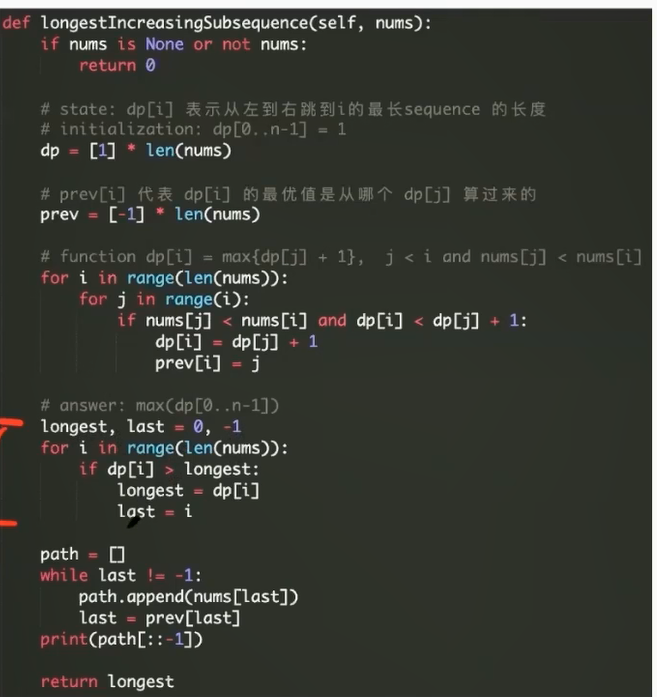 def longestIncreasingSubsequence(self, nums):
if nums is None or not nums:
return 0
# state: dp[i] 表示从左到右跳到i的最长sequence 的长度
# initialization: dp[0..n-1] = 1
dp = [1] * len(nums)
# prev[i] 代表 dp[i] 的最优值是从哪个 dp[j] 算过来的
prev = [-1] * len(nums)
# function dp[i] = max{dp[j] + 1}, j < i and nums[j] < nums[i]
for i in range(len(nums)):
for j in range(i):
if nums[j] < nums[i] and dp[i] < dp[j] + 1:
dp[i] = dp[j] + 1
prev[i] = j
# answer: max(dp[0..n-1])
longest, last = 0, -1
for i in range(len(nums)):
if dp[i] > longest:
longest = dp[i]
last = i
path = []
while last != -1:
path.append(nums[last])
last = prev[last]
print(path[::-1])
return longest